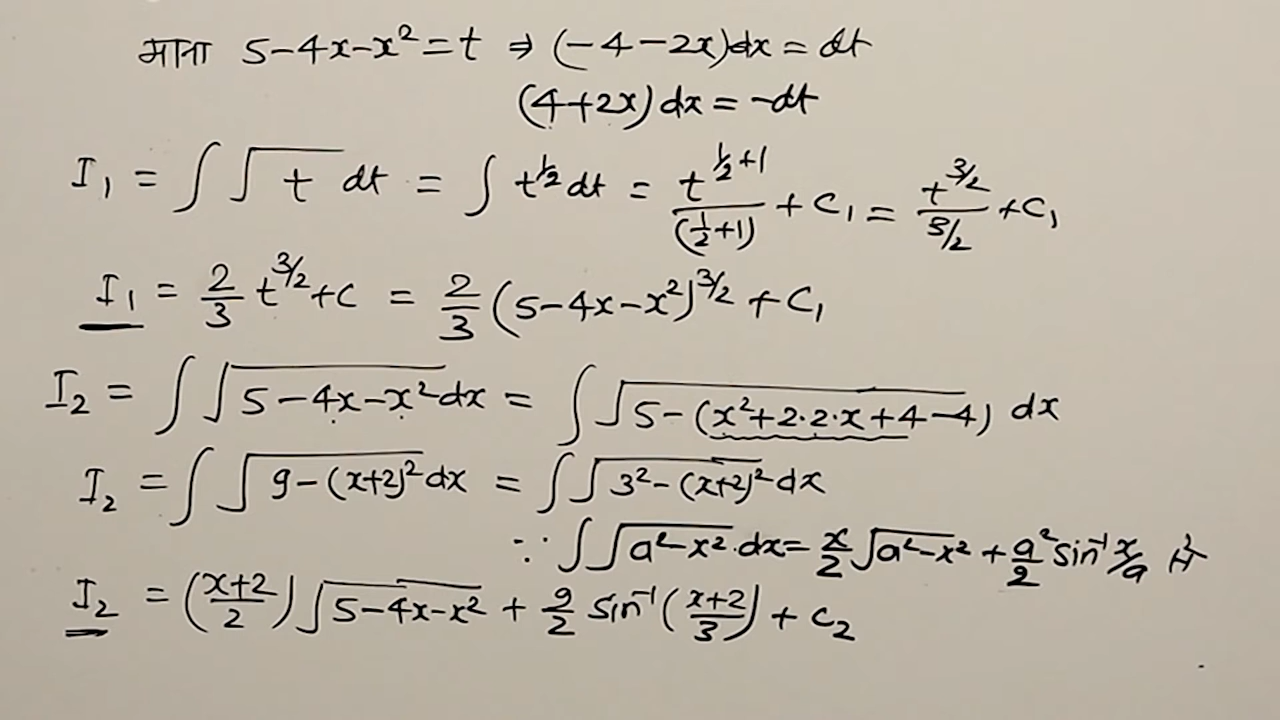 माना 5-4x-x²=t ⇒ (-4-2x)dx = dt
(4+2x) dx = -dt
I₁ = ∫√t dt = ∫ t^½ dt = t^(½+1)/(½+1) + C₁ = t^(3/2)/(3/2) + C₁
I₁ = 2/3 t^(3/2) + C = 2/3 (5-4x-x²)^(3/2) + C₁
I₂ = ∫√(5-4x-x²) dx = ∫√(5-(x²+2·2·x+4-4)) dx
I₂ = ∫√(9-(x+2)²) dx = ∫√(3²-(x+2)²) dx
∵ ∫√(a²-x²)·dx = x/2 √(a²-x²) + a²/2 sin⁻¹ x/a से
I₂ = ((x+2)/2) √(5-4x-x²) + 9/2 sin⁻¹((x+2)/3) + C₂